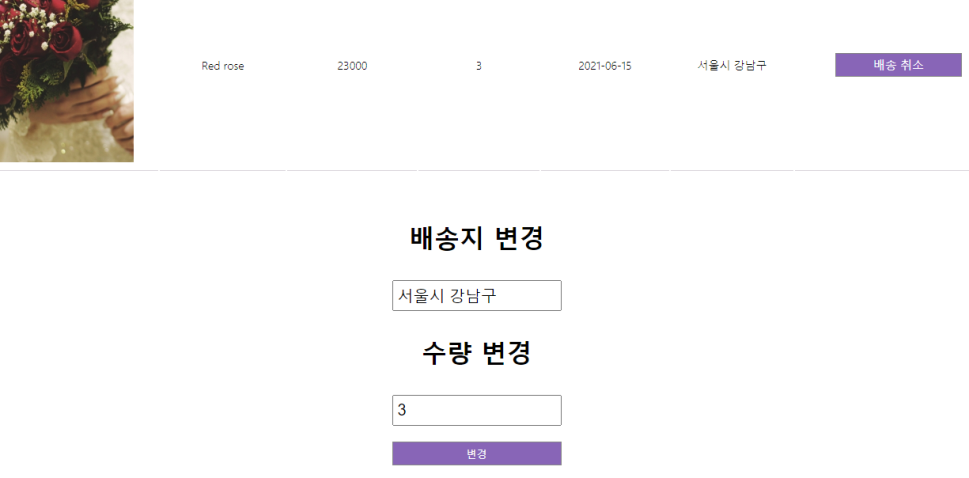 Red rose 23000 3 2021-06-15 서울시 강남구 배송 취소
배송지 변경
서울시 강남구
수량 변경
3
변경